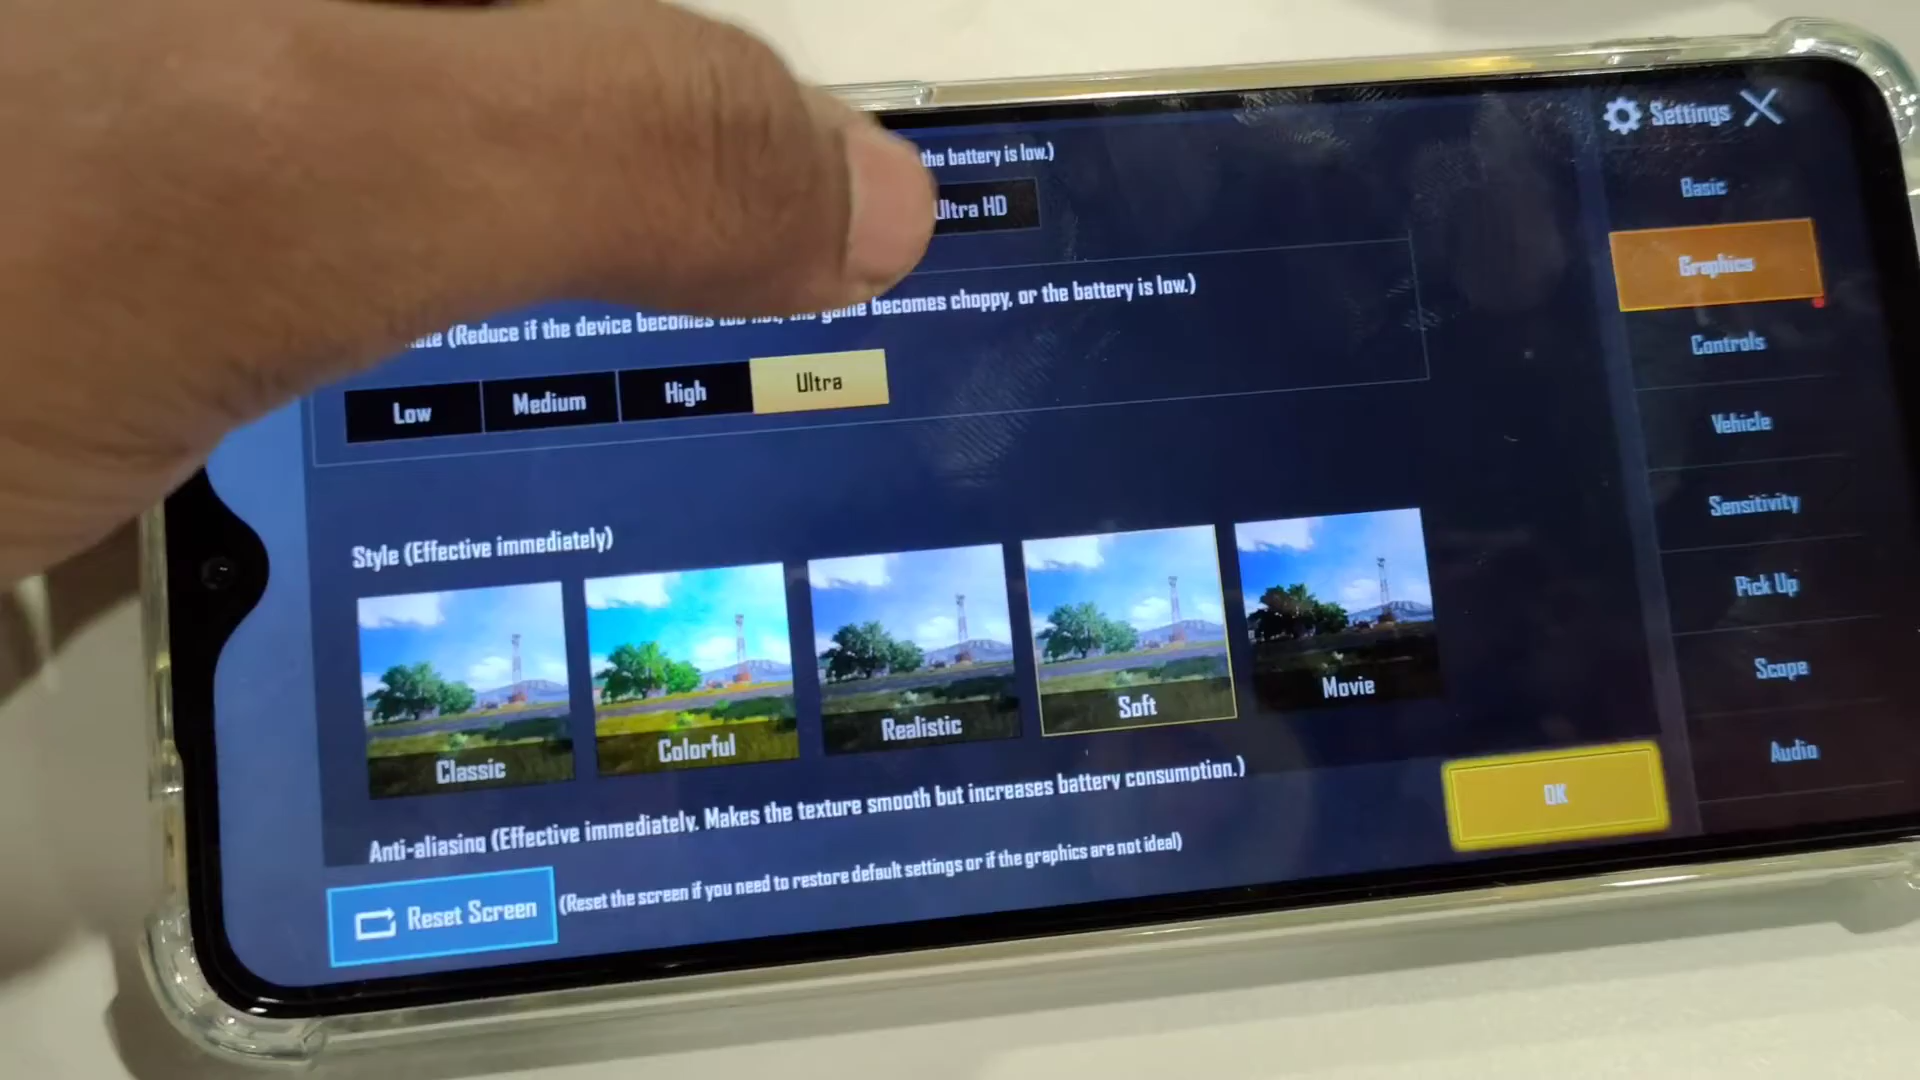 the battery is low.)
Ultra HD
(Reduce if the device becomes too hot, the game becomes choppy, or the battery is low.)
Low
Medium
High
Ultra
Style (Effective immediately)
Classic
Colorful
Realistic
Soft
Movie
Anti-aliasing (Effective immediately. Makes the texture smooth but increases battery consumption.)
Reset Screen
(Reset the screen if you need to restore default settings or if the graphics are not ideal)
OK
Settings
Basic
Graphics
Controls
Vehicle
Sensitivity
Pick Up
Scope
Audio